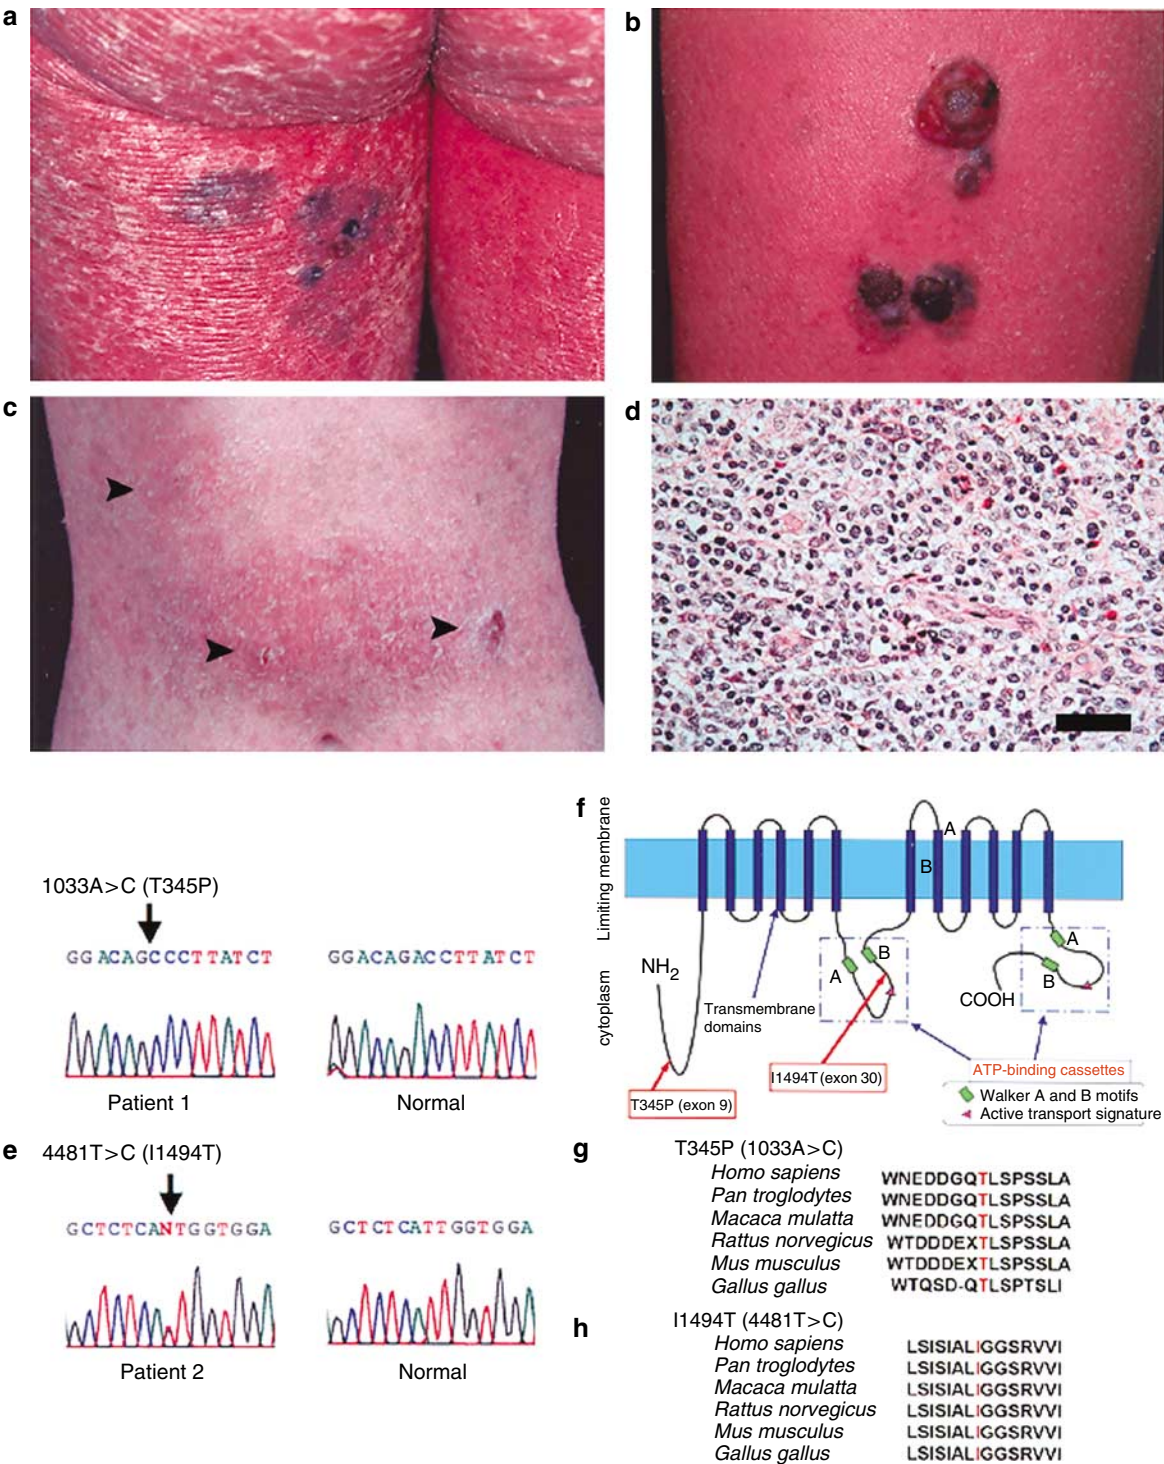 a
b
c
d
1033A>C (T345P)
GGACAGCCCTTATCT
GGACAGACCTTATCT
Patient 1
Normal
e
4481T>C (I1494T)
GCTCTCANTGGTGGA
GCTCTCATTGGTGGA
Patient 2
Normal
f
Limiting membrane
cytoplasm
A
B
NH2
A
B
A
B
COOH
Transmembrane
domains
I1494T (exon 30)
T345P (exon 9)
ATP-binding cassettes
Walker A and B motifs
Active transport signature
g
T345P (1033A>C)
Homo sapiens WNEDDGQTLSPSSLA
Pan troglodytes WNEDDGQTLSPSSLA
Macaca mulatta WNEDDGQTLSPSSLA
Rattus norvegicus WTDDDEXTLSPSSLA
Mus musculus WTDDDEXTLSPSSLA
Gallus gallus WTQSD-QTLSPTSLI
h
I1494T (4481T>C)
Homo sapiens LSISIALIGGSRVVI
Pan troglodytes LSISIALIGGSRVVI
Macaca mulatta LSISIALIGGSRVVI
Rattus norvegicus LSISIALIGGSRVVI
Mus musculus LSISIALIGGSRVVI
Gallus gallus LSISIALIGGSRVVI